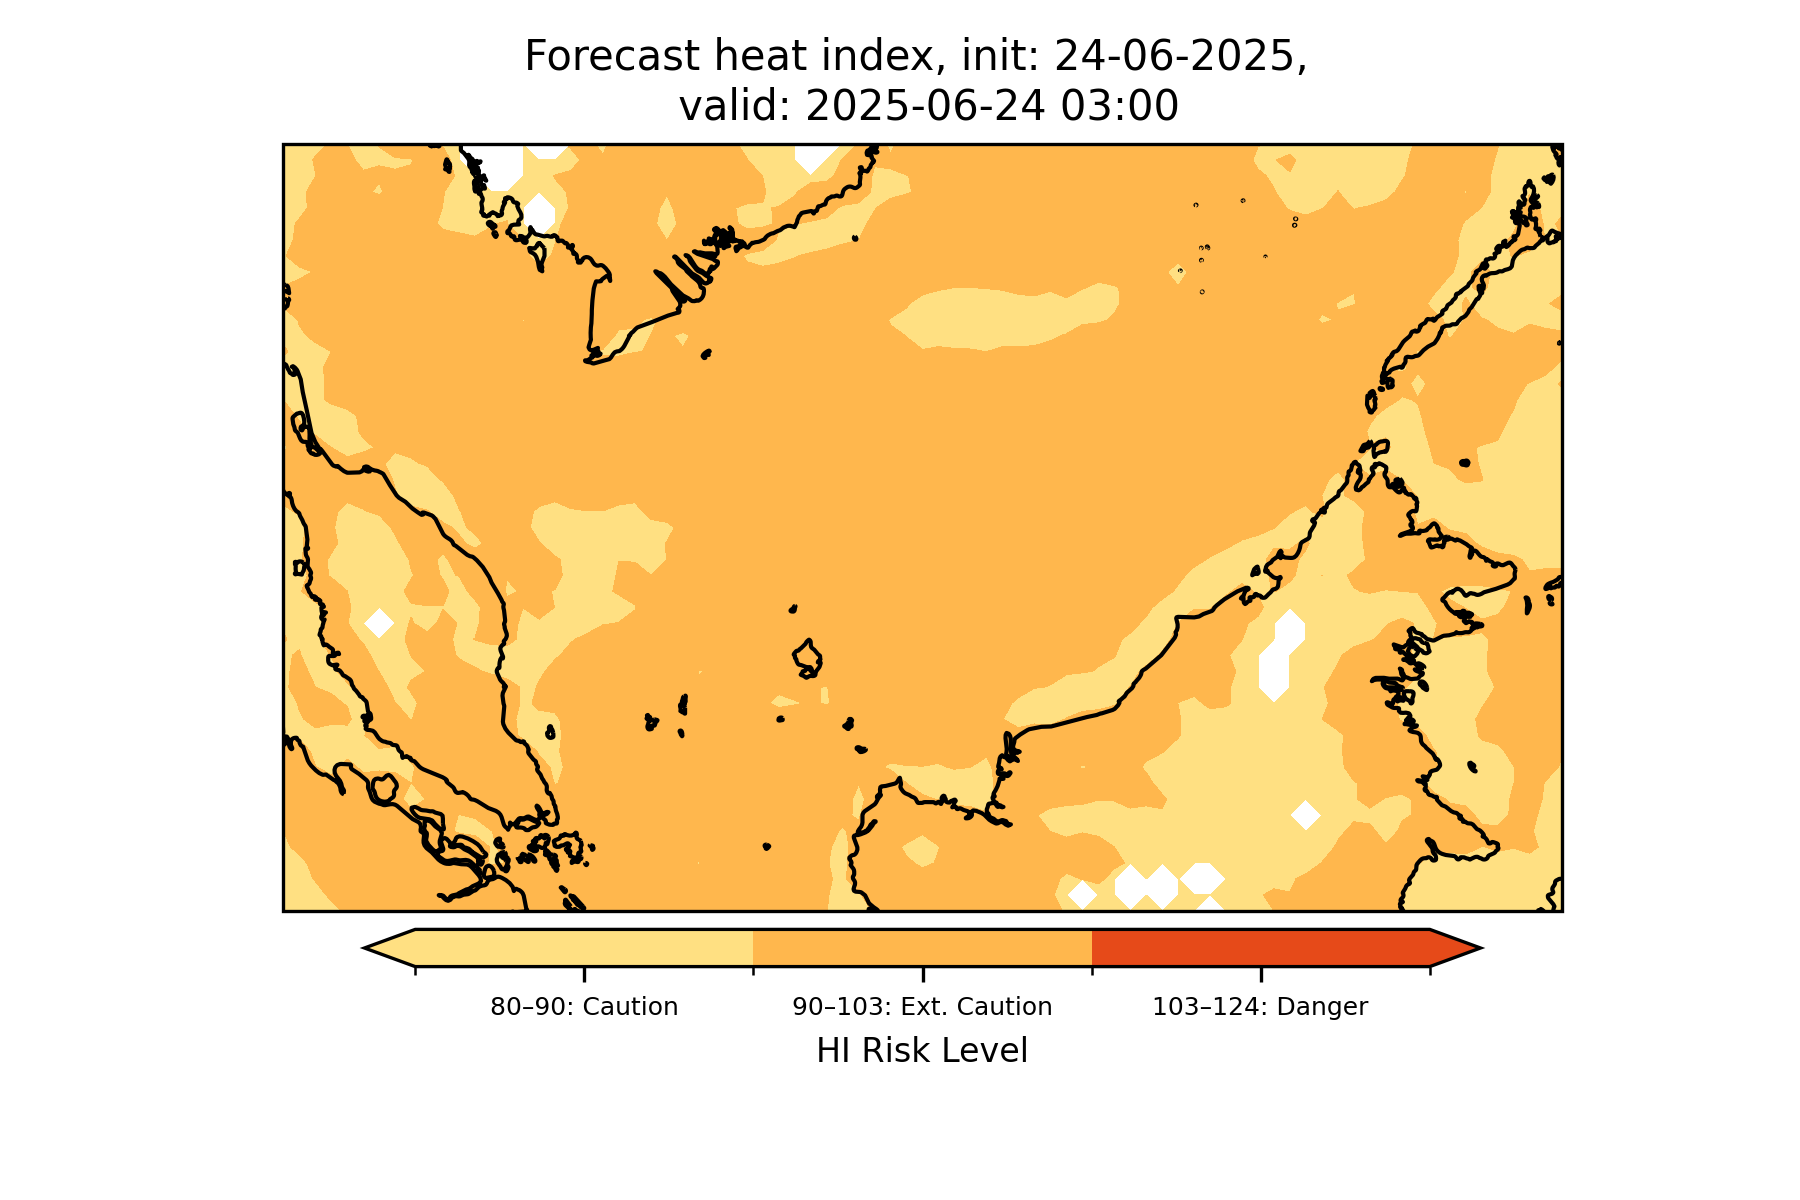 Forecast heat index, init: 24-06-2025,
valid: 2025-06-24 03:00
80–90: Caution
90–103: Ext. Caution
103–124: Danger
HI Risk Level